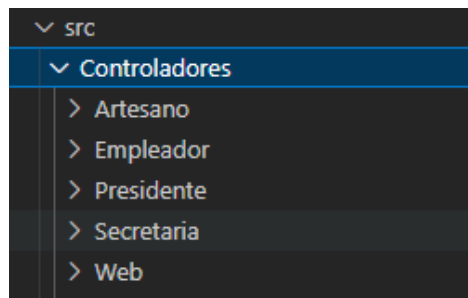 src
Controladores
Artesano
Empleador
Presidente
Secretaria
Web